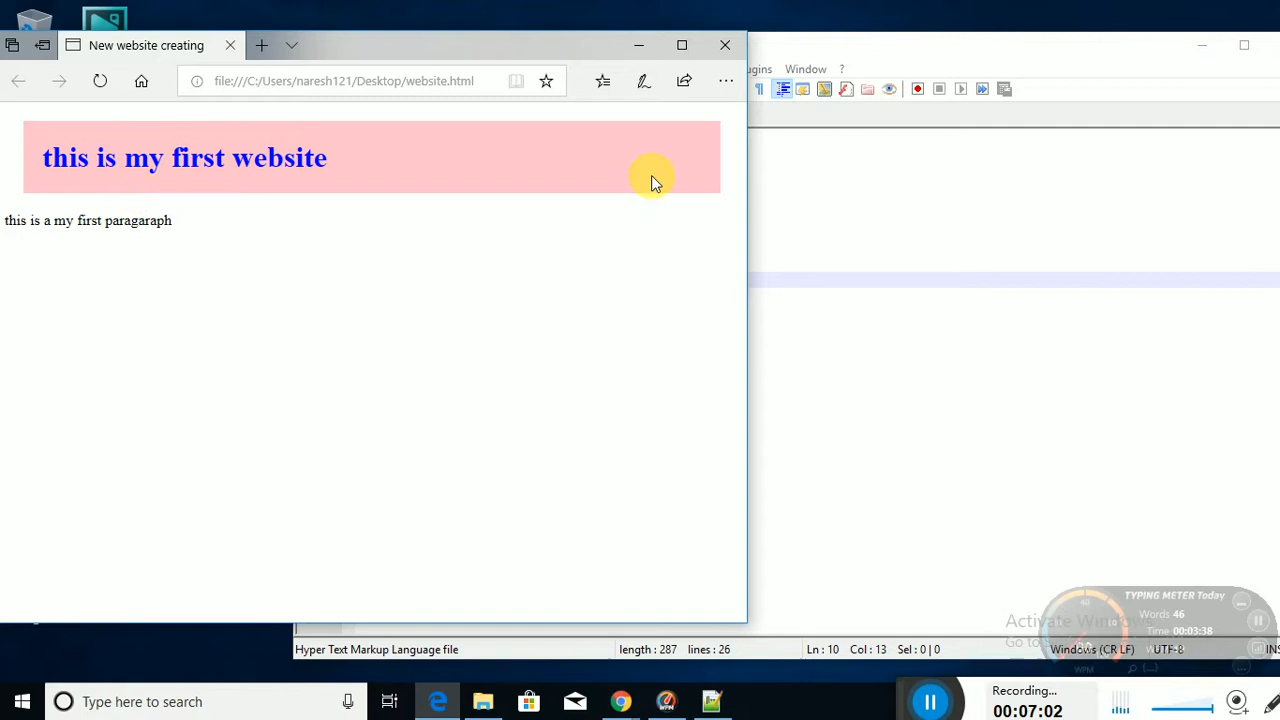 New website creating
file:///C:/Users/naresh121/Desktop/website.html
Window ?
this is my first website
this is a my first paragaraph
TYPING METER Today
Words 46
Time 00:03:38
WPM
Hyper Text Markup Language file
length : 287 lines : 26
Ln : 10 Col : 13 Sel : 0 | 0
Windows (CR LF)
UTF-8
Type here to search
Recording...
00:07:02